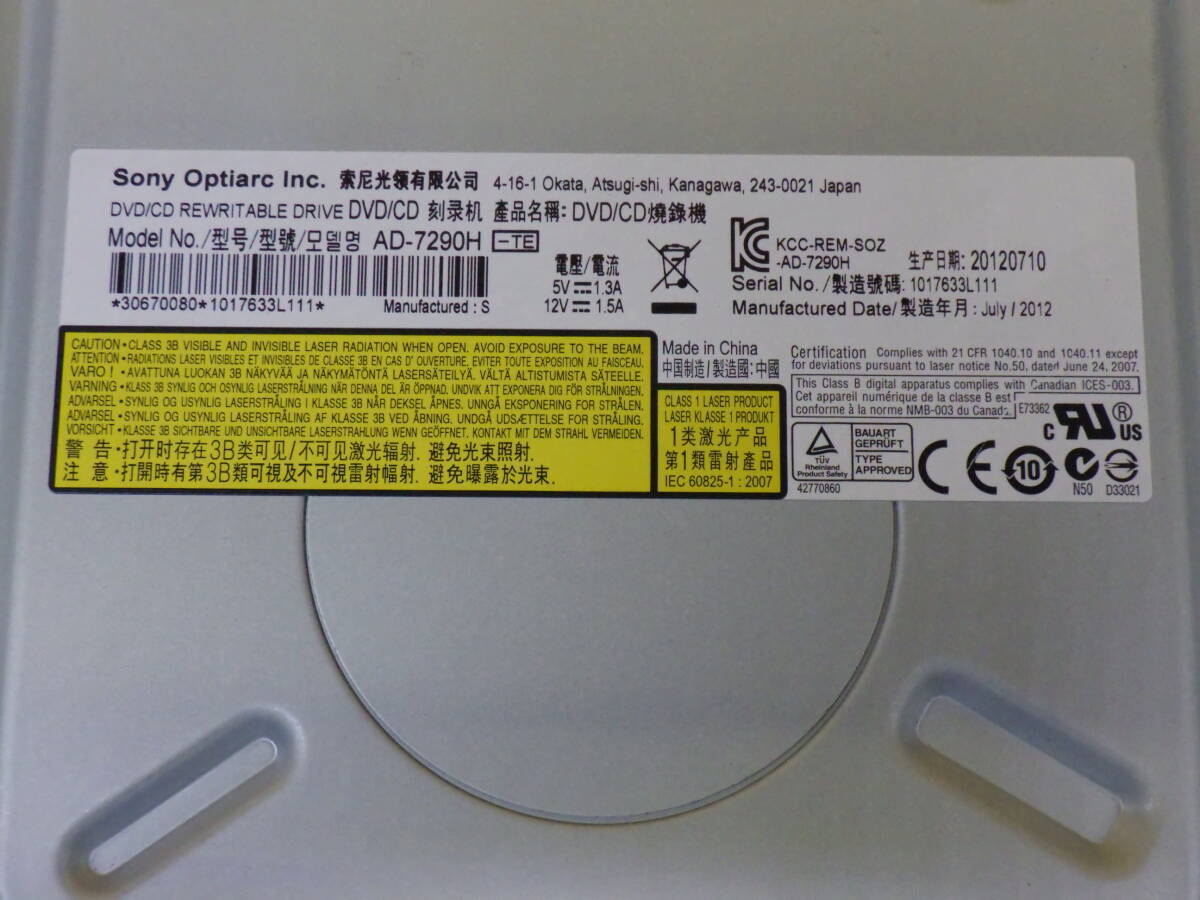 Sony Optiarc Inc. 索尼光领有限公司 4-16-1 Okata, Atsugi-shi, Kanagawa, 243-0021 Japan
DVD/CD REWRITABLE DRIVE DVD/CD 刻录机 產品名稱: DVD/CD燒錄機
Model No./型号/型號/모델명 AD-7290H -TE
*30670080*1017633L111* Manufactured : S
電壓/電流
5V 1.3A
12V 1.5A
KCC-REM-SOZ
-AD-7290H 生产日期: 20120710
Serial No./製造號碼: 1017633L111
Manufactured Date/製造年月: July / 2012
CAUTION•CLASS 3B VISIBLE AND INVISIBLE LASER RADIATION WHEN OPEN. AVOID EXPOSURE TO THE BEAM.
ATTENTION•RADIATIONS LASER VISIBLES ET INVISIBLES DE CLASSE 3B EN CAS D' OUVERTURE. EVITER TOUTE EXPOSITION AU FAISCEAU.
VARO !•AVATTUNA LUOKAN 3B NÄKYVÄÄ JA NÄKYMÄTÖNTÄ LASERSÄTEILYÄ. VÄLTÄ ALTISTUMISTA SÄTEELLE.
VARNING•KLASS 3B SYNLIG OCH OSYNLIG LASERSTRÅLNING NÄR DENNA DEL ÄR ÖPPNAD. UNDVIK ATT EXPONERA DIG FÖR STRÅLNINGEN.
ADVARSEL•SYNLIG OG USYNLIG LASERSTRÅLING I KLASSE 3B NÅR DEKSEL ÅPNES. UNNGÅ EKSPONERING FOR STRÅLEN.
ADVARSEL•SYNLIG OG USYNLIG LASERSTRÅLING AF KLASSE 3B VED ÅBNING. UNDGÅ UDSÆTTELSE FOR STRÅLING.
VORSICHT•KLASSE 3B SICHTBARE UND UNSICHTBARE LASERSTRAHLUNG WENN GEÖFFNET. KONTAKT MIT DEM STRAHL VERMEIDEN.
警 告•打开时存在3B类可见/不可见激光辐射. 避免光束照射.
注 意•打開時有第3B類可視及不可視雷射幅射. 避免曝露於光束.
Made in China
中国制造/製造國: 中國
CLASS 1 LASER PRODUCT
LASER KLASSE 1 PRODUKT
1类激光产品
第1類雷射產品
IEC 60825-1 : 2007
Certification Complies with 21 CFR 1040.10 and 1040.11 except
for deviations pursuant to laser notice No.50, dated June 24, 2007.
This Class B digital apparatus complies with Canadian ICES-003.
Cet appareil numérique de la classe B est
conforme à la norme NMB-003 du Canada.
E73362
c RU ® US
TÜV
Rheinland
Product Safety
BAUART
GEPRÜFT
TYPE
APPROVED
42770860
CE 10
N50 D33021